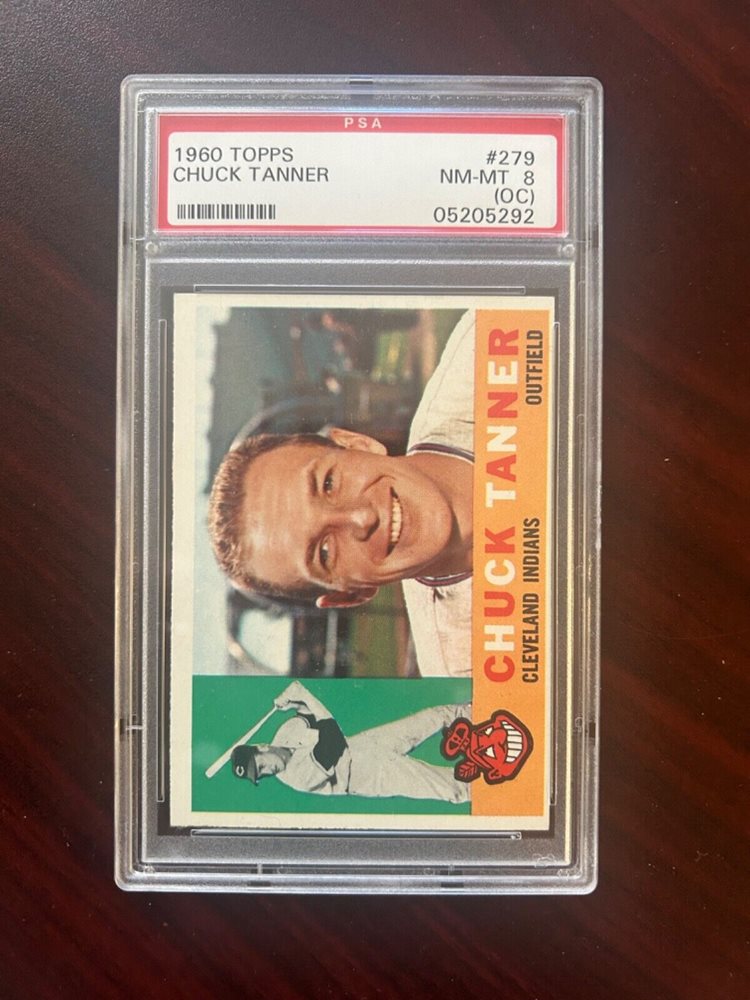 PSA
1960 TOPPS #279
CHUCK TANNER NM-MT 8
(OC)
05205292
CHUCK TANNER
CLEVELAND INDIANS OUTFIELD
C